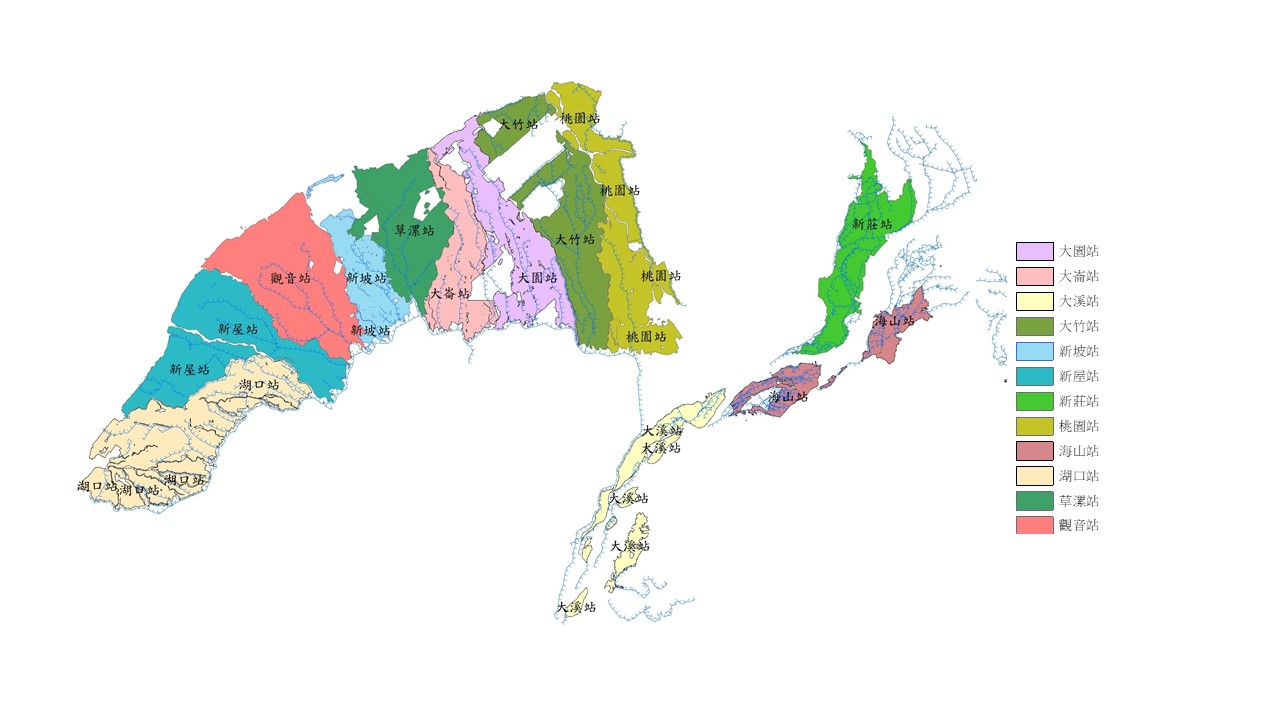 大竹站
桃園站
桃園站
新莊站
草漯站
大竹站
觀音站
新坡站
大園站
桃園站
大崙站
新屋站
新坡站
桃園站
海山站
新屋站
湖口站
海山站
大溪站
大溪站
湖口站
湖口站
湖口站
大溪站
大溪站
大溪站
大園站
大崙站
大溪站
大竹站
新坡站
新屋站
新莊站
桃園站
海山站
湖口站
草漯站
觀音站